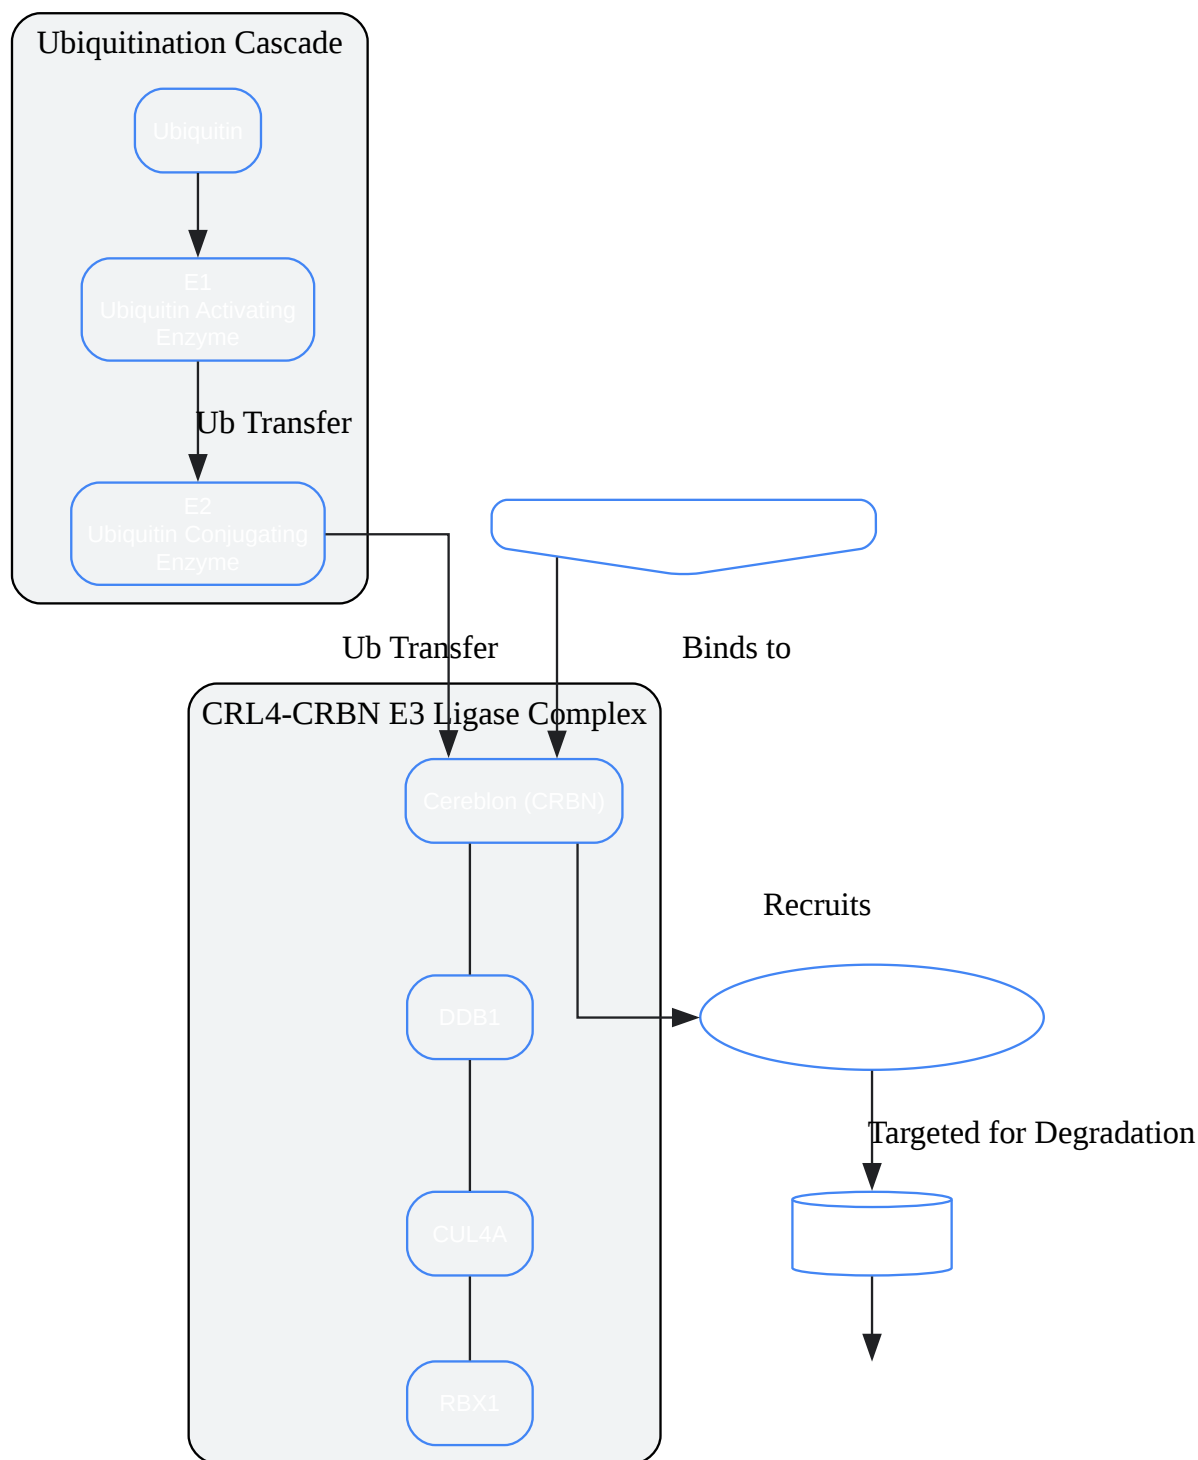 Ubiquitination Cascade
Ubiquitin
E1
Ubiquitin Activating
Enzyme
Ub Transfer
E2
Ubiquitin Conjugating
Enzyme
Ub Transfer
Binds to
CRL4-CRBN E3 Ligase Complex
Cereblon (CRBN)
Recruits
DDB1
Targeted for Degradation
CUL4A
RBX1